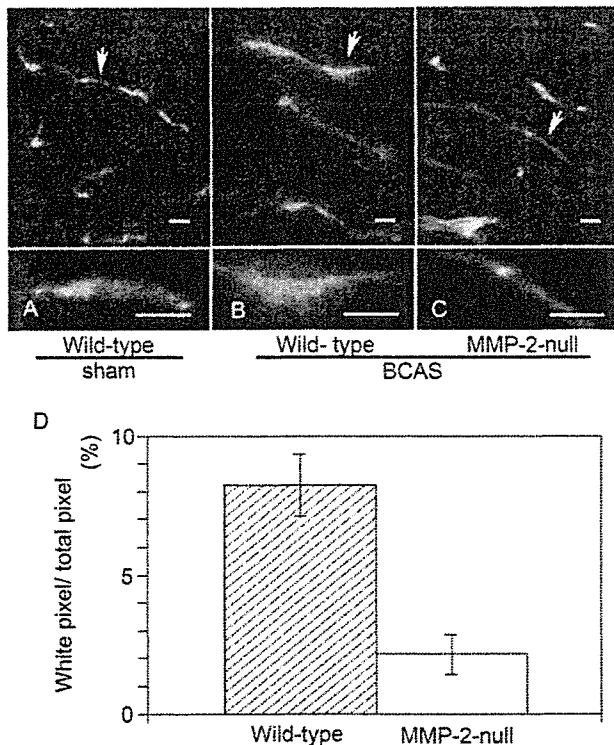 A B C
Wild-type Wild- type MMP-2-null
sham BCAS
D
10
5
0
White pixel/ total pixel
(%)
Wild-type MMP-2-null